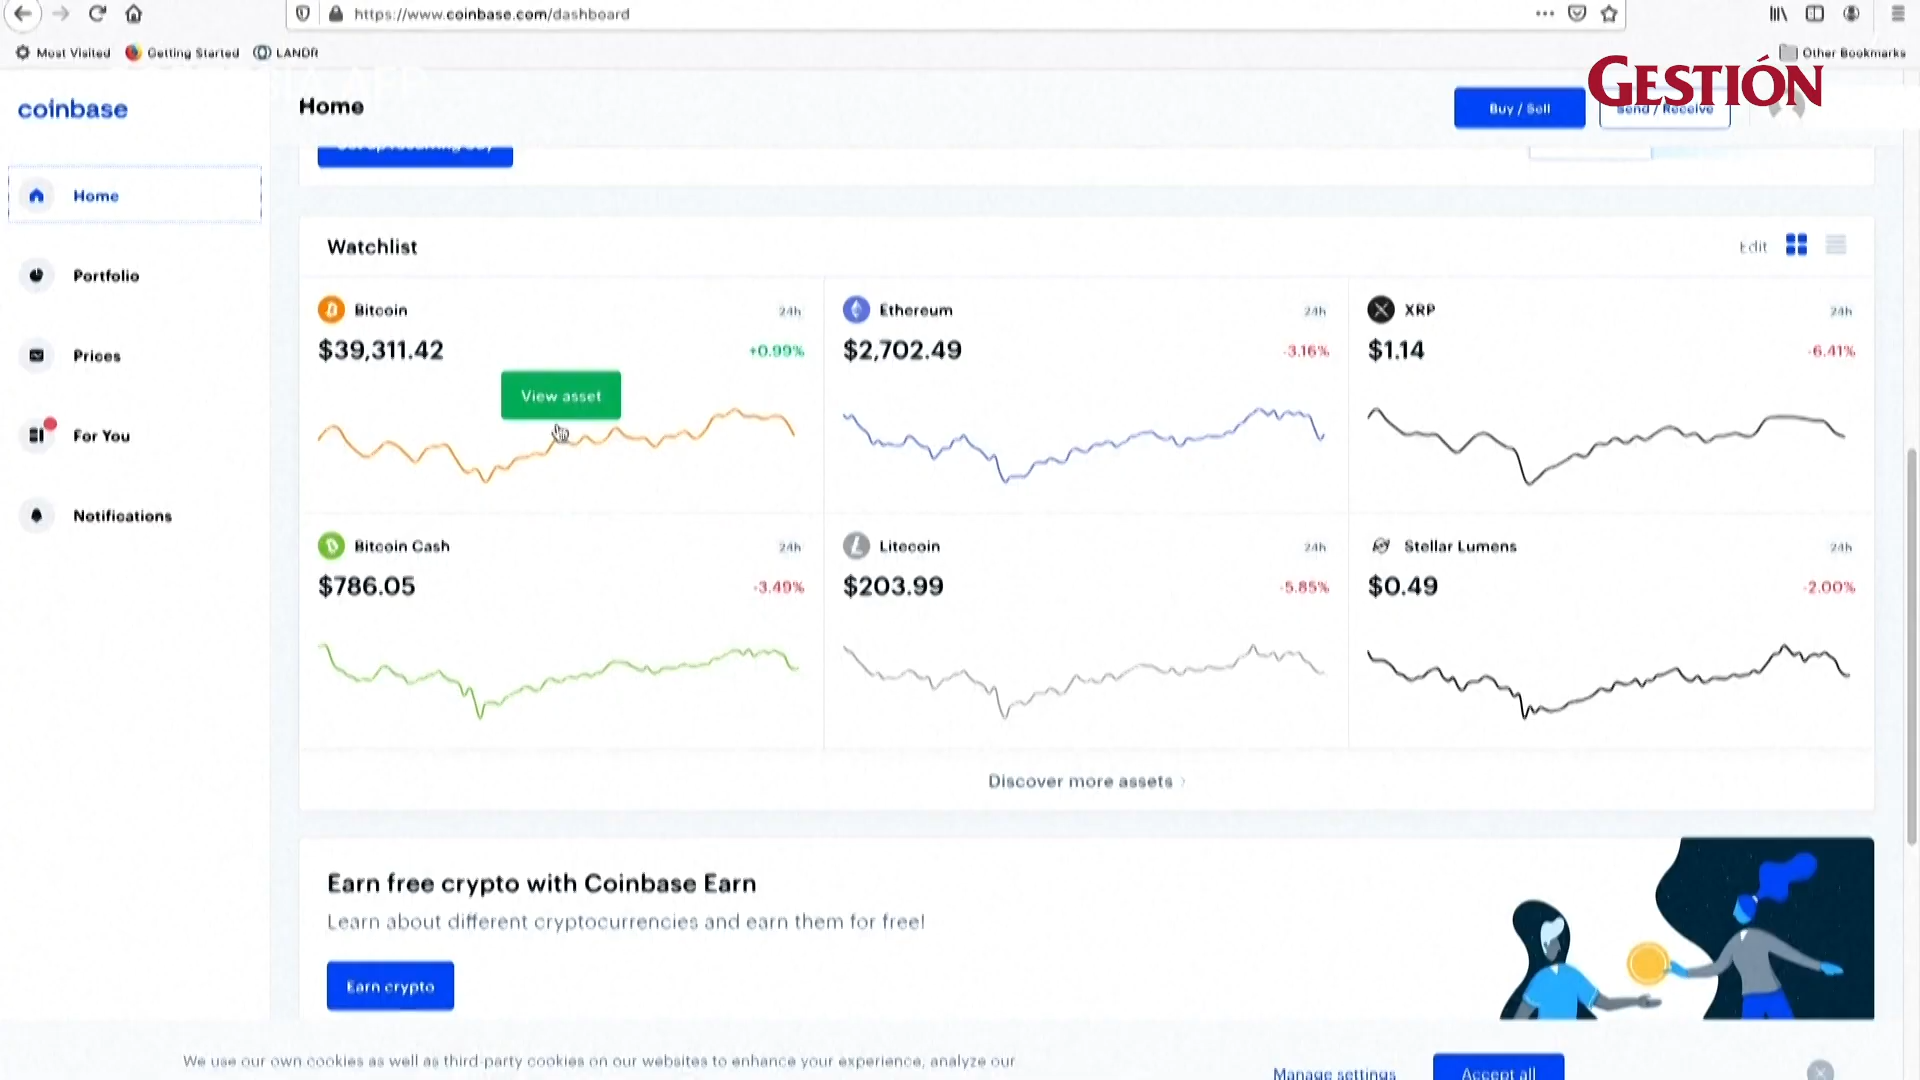 https://www.coinbase.com/dashboard
Most Visited
Getting Started
LANDR
Other Bookmarks
GESTIÓN
coinbase
Home
Buy / Sell
Send / Receive
Home
Portfolio
Prices
For You
Notifications
Watchlist
Edit
Bitcoin
24h
$39,311.42
+0.99%
View asset
Ethereum
24h
$2,702.49
-3.16%
XRP
24h
$1.14
-6.41%
Bitcoin Cash
24h
$786.05
-3.49%
Litecoin
24h
$203.99
-5.85%
Stellar Lumens
24h
$0.49
-2.00%
Discover more assets
Earn free crypto with Coinbase Earn
Learn about different cryptocurrencies and earn them for free!
Earn crypto
We use our own cookies as well as third-party cookies on our websites to enhance your experience, analyze our
Manage settings
Accept all